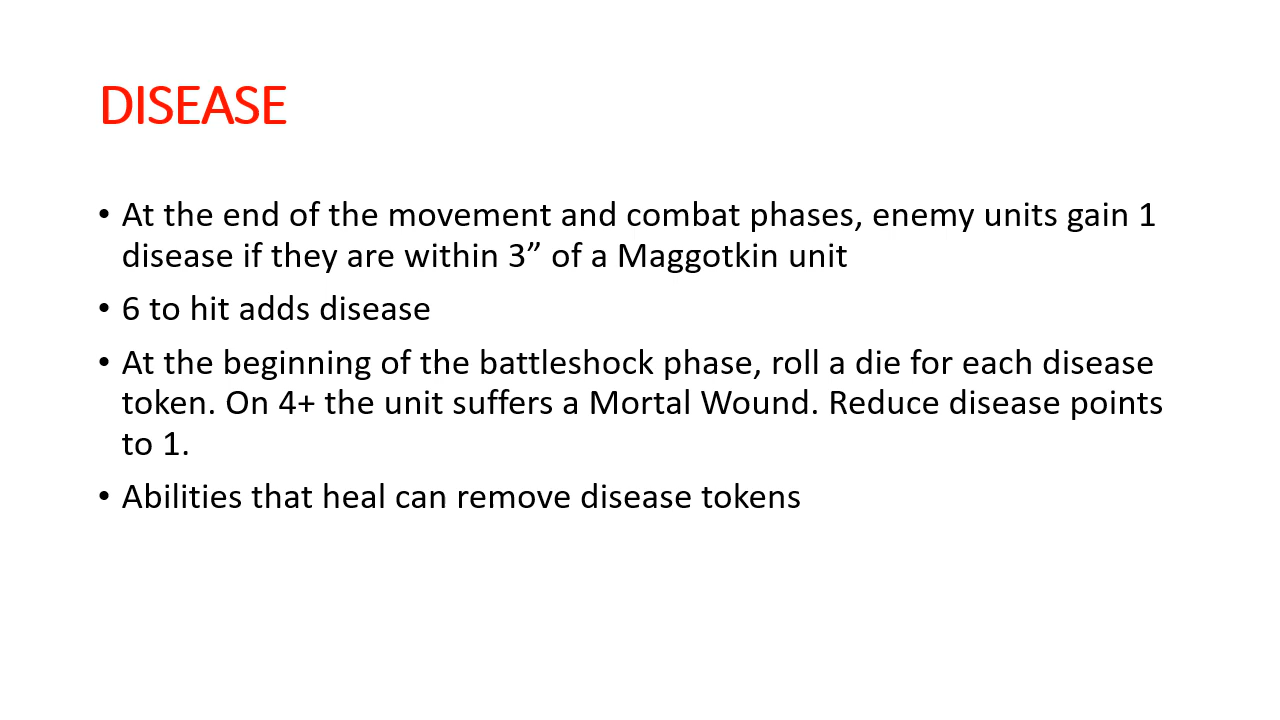 DISEASE
• At the end of the movement and combat phases, enemy units gain 1
disease if they are within 3” of a Maggotkin unit
• 6 to hit adds disease
• At the beginning of the battleshock phase, roll a die for each disease
token. On 4+ the unit suffers a Mortal Wound. Reduce disease points
to 1.
• Abilities that heal can remove disease tokens